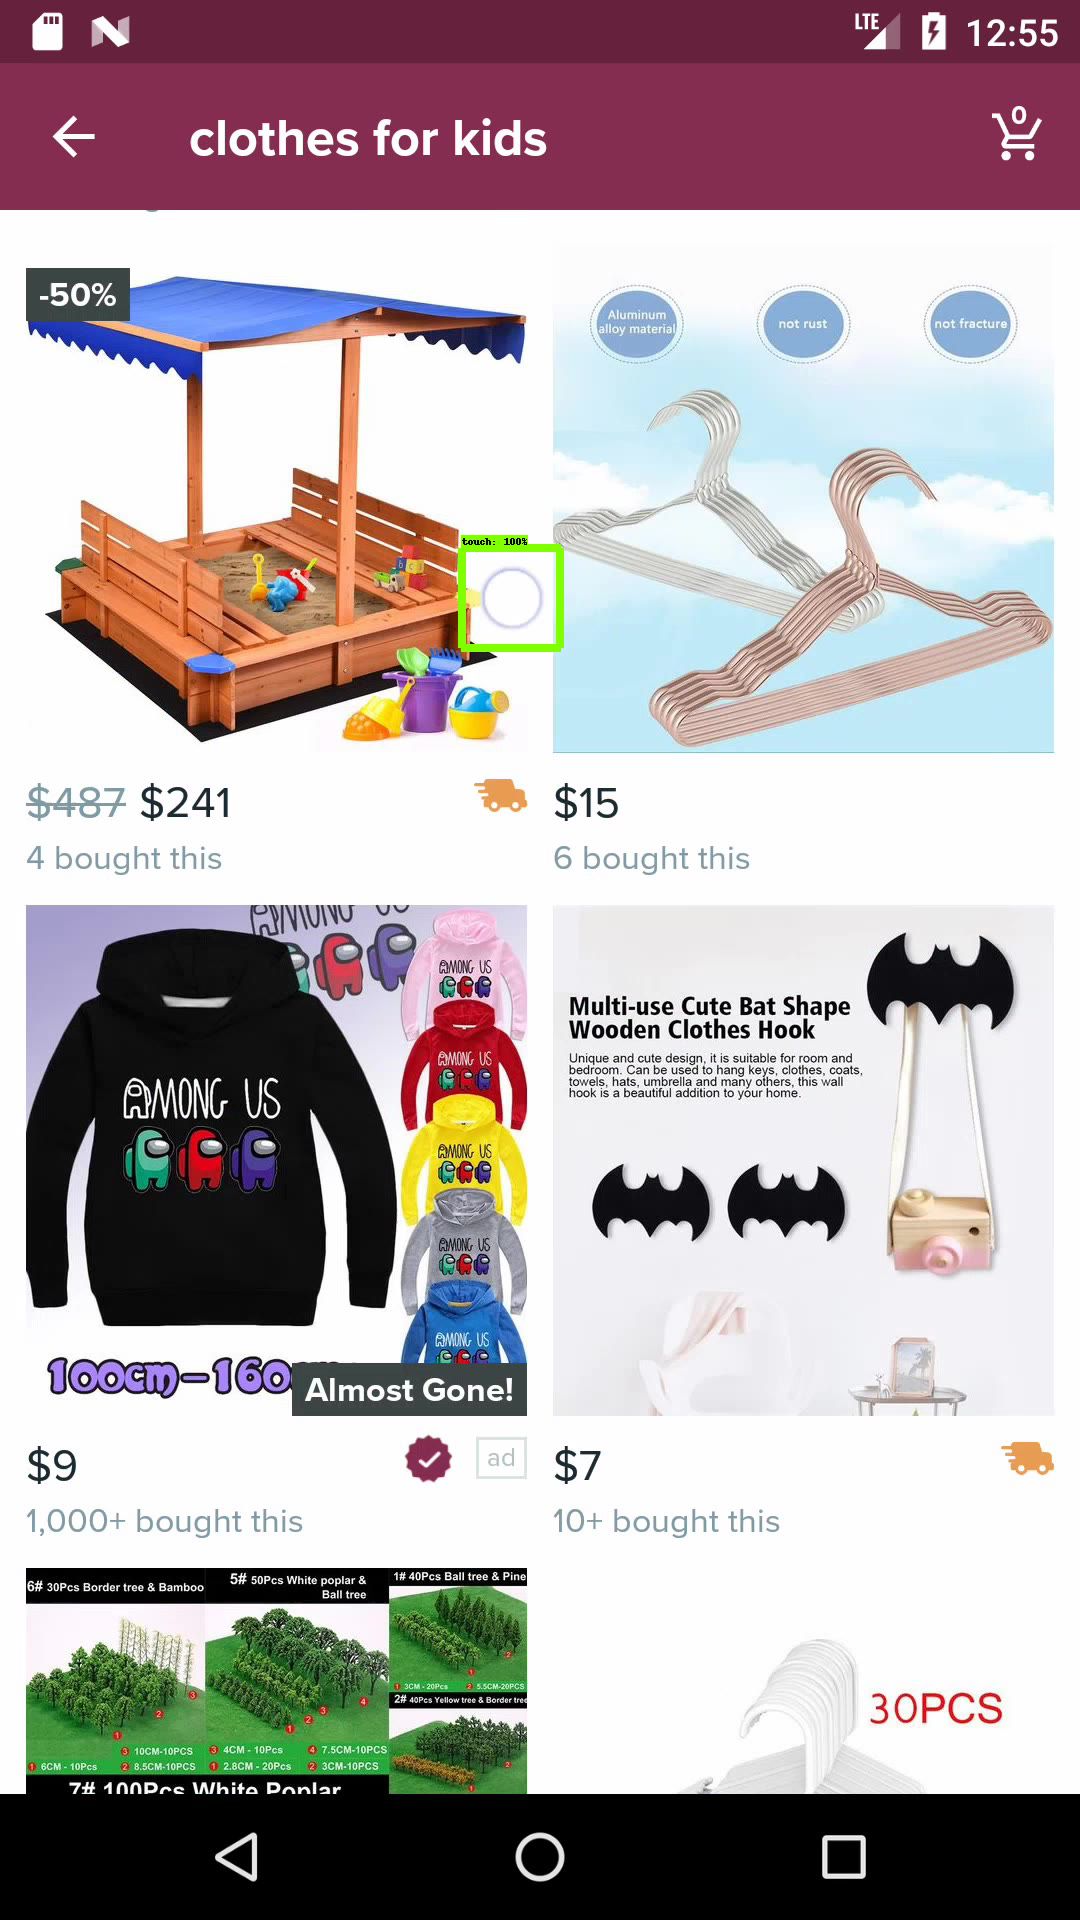 LTE 12:55
clothes for kids
0
-50%
Aluminum
alloy material
not rust
not fracture
touch: 100%
$487 $241
4 bought this
$15
6 bought this
AMONG US
AMONG US
AMONG US
AMONG US
AMONG US
AMONG US
AMONG US
100cm-160
Almost Gone!
Multi-use Cute Bat Shape
Wooden Clothes Hook
Unique and cute design, it is suitable for room and
bedroom. Can be used to hang keys, clothes, coats,
towels, hats, umbrella and many others, this wall
hook is a beautiful addition to your home.
$9
ad
1,000+ bought this
$7
10+ bought this
6# 30Pcs Border tree & Bamboo
5# 50Pcs White poplar &
Ball tree
1# 40Pcs Ball tree & Pine
1 3CM - 20Pcs 2 5.5CM-20PCS
2# 40Pcs Yellow tree & Border tree
3 10CM-10PCS
1 6CM - 10Pcs 2 8.5CM-10PCS
3 4CM - 10Pcs 4 7.5CM-10PCS
1 2.8CM - 20Pcs 2 3CM-10PCS
7# 100Pcs White Poplar
30PCS